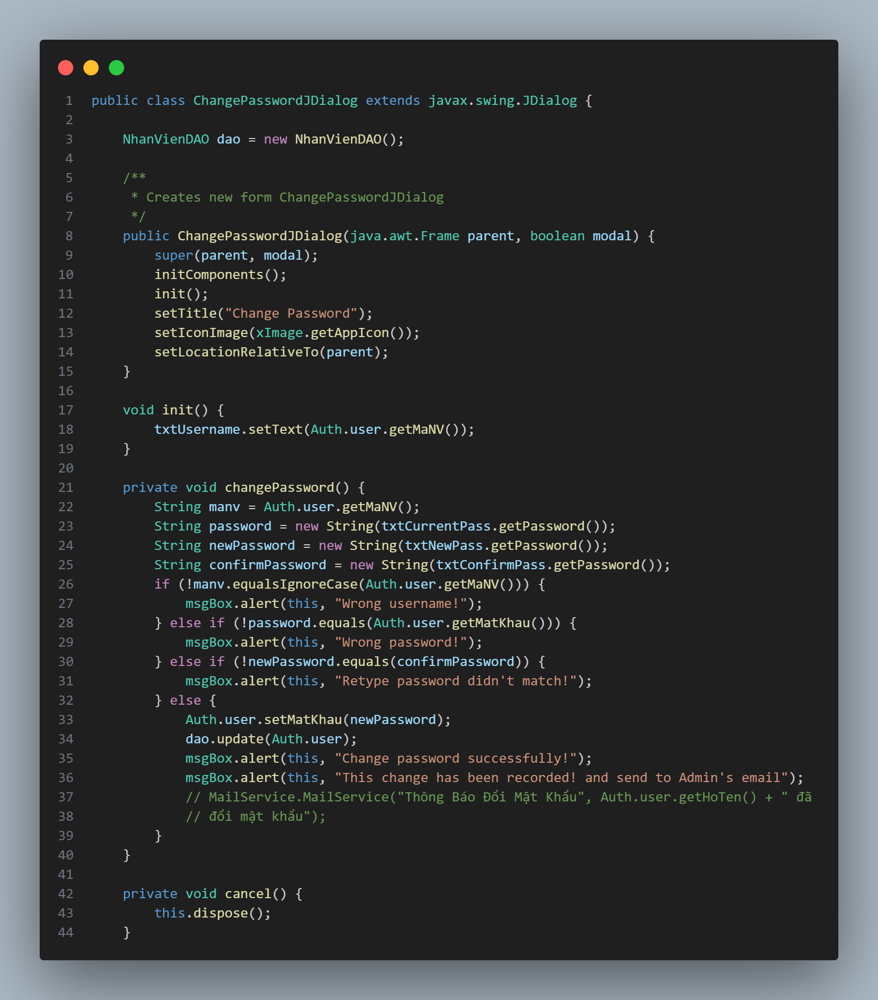 1 public class ChangePasswordJDialog extends javax.swing.JDialog {
2
3     NhanVienDAO dao = new NhanVienDAO();
4
5     /**
6      * Creates new form ChangePasswordJDialog
7      */
8     public ChangePasswordJDialog(java.awt.Frame parent, boolean modal) {
9         super(parent, modal);
10         initComponents();
11         init();
12         setTitle("Change Password");
13         setIconImage(xImage.getAppIcon());
14         setLocationRelativeTo(parent);
15     }
16
17     void init() {
18         txtUsername.setText(Auth.user.getMaNV());
19     }
20
21     private void changePassword() {
22         String manv = Auth.user.getMaNV();
23         String password = new String(txtCurrentPass.getPassword());
24         String newPassword = new String(txtNewPass.getPassword());
25         String confirmPassword = new String(txtConfirmPass.getPassword());
26         if (!manv.equalsIgnoreCase(Auth.user.getMaNV())) {
27             msgBox.alert(this, "Wrong username!");
28         } else if (!password.equals(Auth.user.getMatKhau())) {
29             msgBox.alert(this, "Wrong password!");
30         } else if (!newPassword.equals(confirmPassword)) {
31             msgBox.alert(this, "Retype password didn't match!");
32         } else {
33             Auth.user.setMatKhau(newPassword);
34             dao.update(Auth.user);
35             msgBox.alert(this, "Change password successfully!");
36             msgBox.alert(this, "This change has been recorded! and send to Admin's email");
37             // MailService.MailService("Thông Báo Đổi Mật Khẩu", Auth.user.getHoTen() + " đã
38             // đổi mật khẩu");
39         }
40     }
41
42     private void cancel() {
43         this.dispose();
44     }